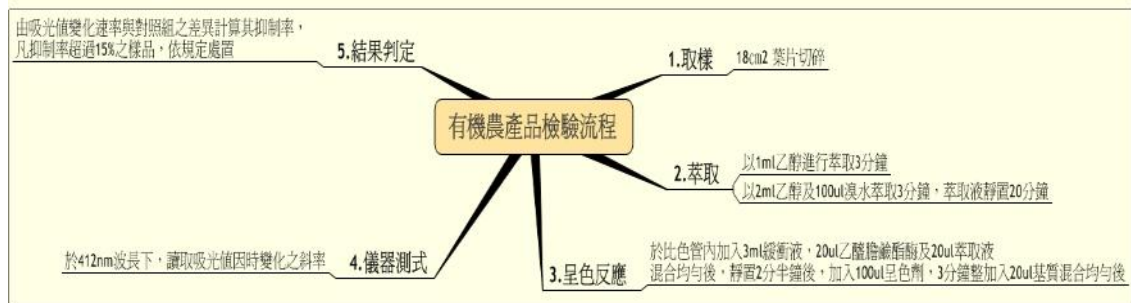 有機農產品檢驗流程
1.取樣
18cm2 葉片切碎
2.萃取
以1ml乙醇進行萃取3分鐘
以2ml乙醇及100ul溴水萃取3分鐘，萃取液靜置20分鐘
3.呈色反應
於比色管內加入3ml緩衝液，20ul乙醯膽鹼酯酶及20ul萃取液
混合均勻後，靜置2分半鐘後，加入100ul呈色劑，3分鐘整加入20ul基質混合均勻後
4.儀器測式
於412nm波長下，讀取吸光值因時變化之斜率
5.結果判定
由吸光值變化速率與對照組之差異計算其抑制率，
凡抑制率超過15%之樣品，依規定處置